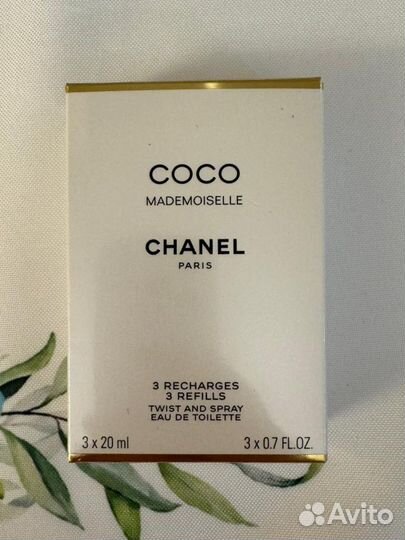 COCO
MADEMOISELLE
CHANEL
PARIS
3 RECHARGES
3 REFILLS
TWIST AND SPRAY
EAU DE TOILETTE
3 x 20 ml 3 x 0.7 FL.OZ.
Avito